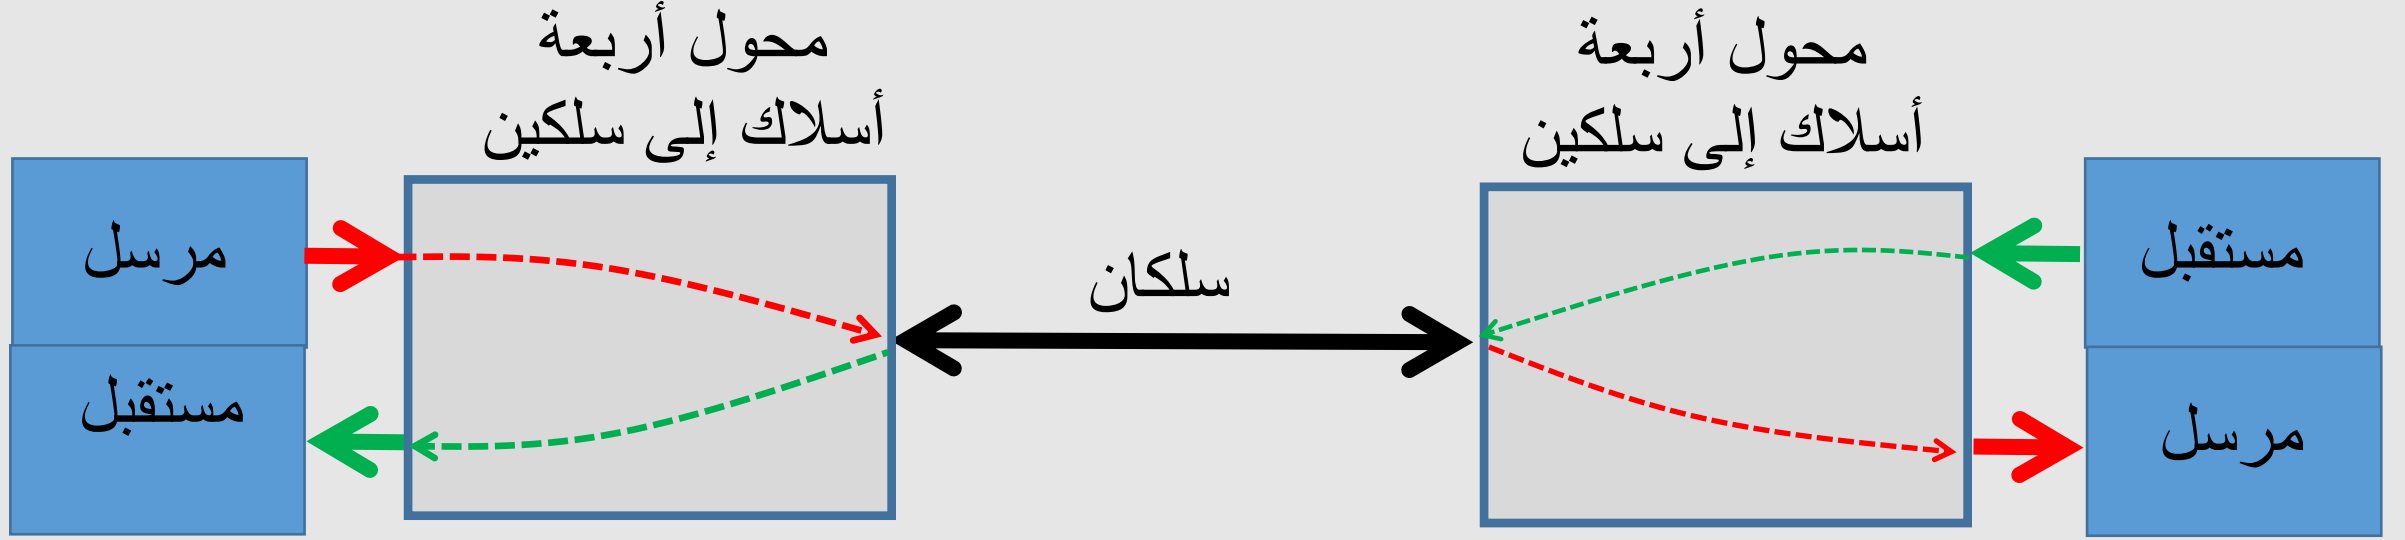 محول أربعة
أسلاك إلى سلكين
محول أربعة
أسلاك إلى سلكين
مستقبل
مرسل
سلكان
مرسل
مستقبل